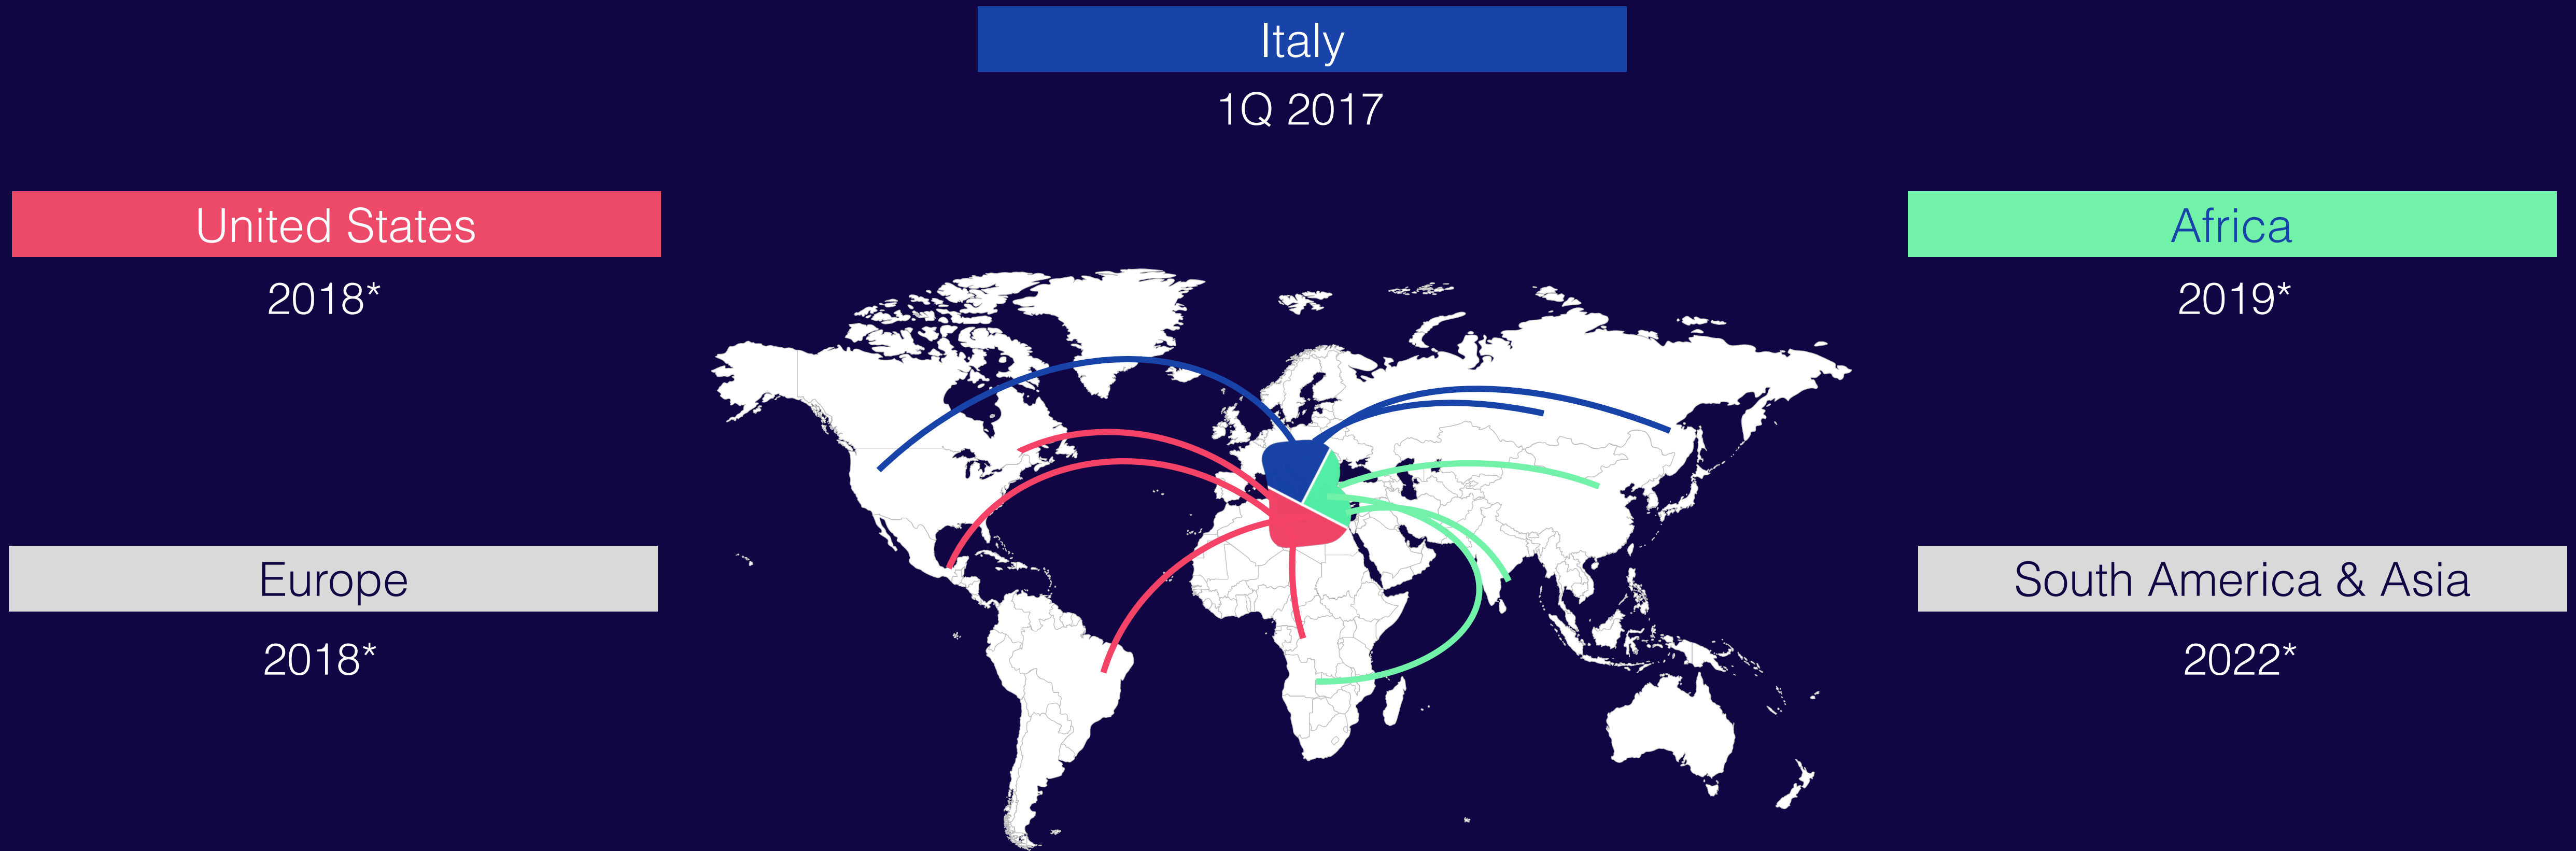 Italy
1Q 2017
United States
2018*
Africa
2019*
Europe
2018*
South America & Asia
2022*